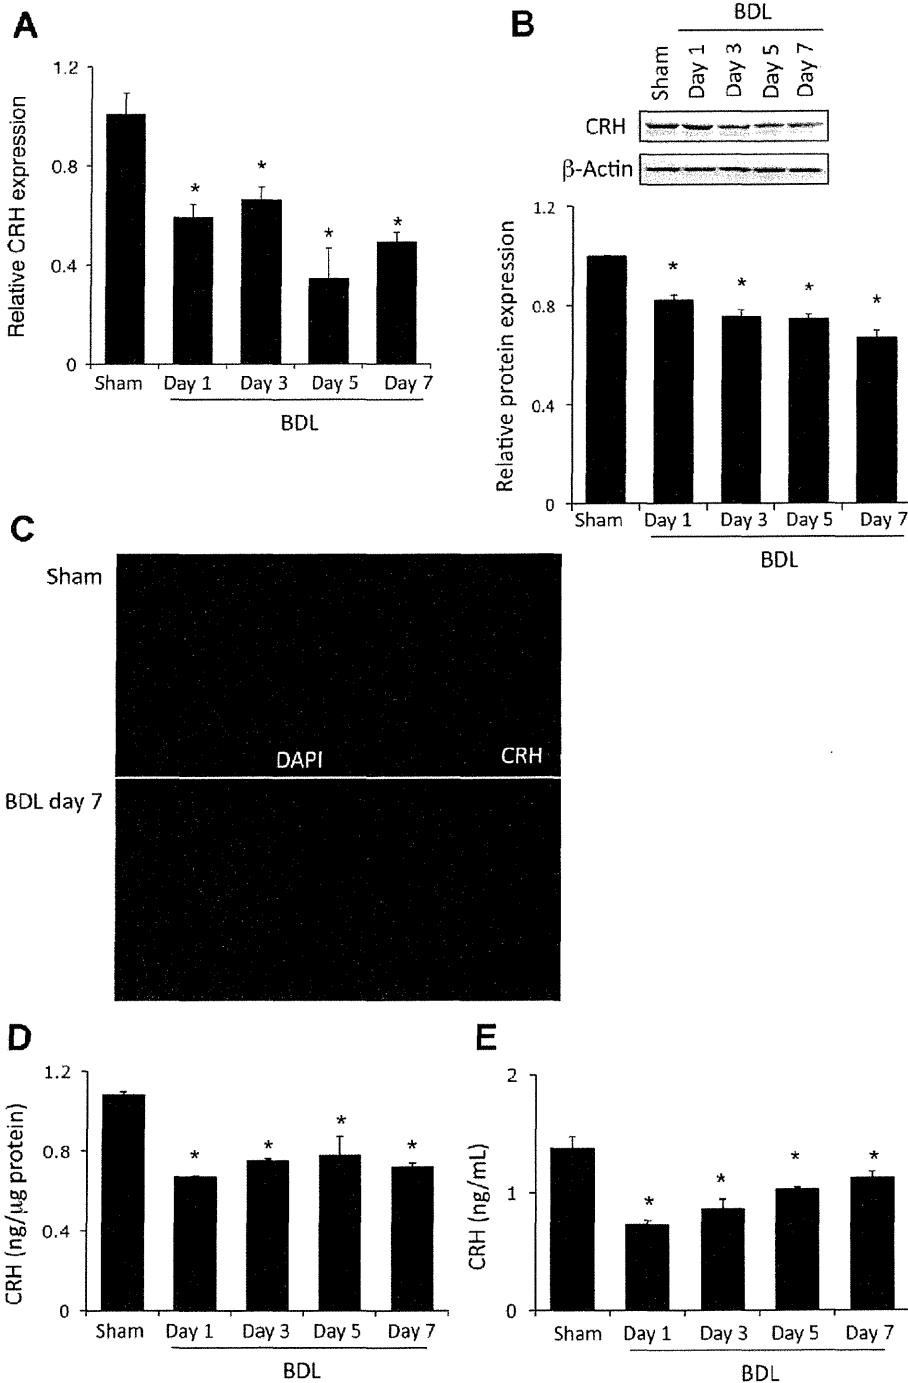 A
Relative CRH expression
1.2
0.8
0.4
0
*
*
*
*
Sham Day 1 Day 3 Day 5 Day 7
BDL
B
BDL
Sham Day 1 Day 3 Day 5 Day 7
CRH
β-Actin
Relative protein expression
1.2
0.8
0.4
0
* * * *
Sham Day 1 Day 3 Day 5 Day 7
BDL
C
Sham
DAPI CRH
BDL day 7
D
CRH (ng/μg protein)
1.2
0.8
0.4
0
* * * *
Sham Day 1 Day 3 Day 5 Day 7
BDL
E
CRH (ng/mL)
2
1
0
* * * *
Sham Day 1 Day 3 Day 5 Day 7
BDL